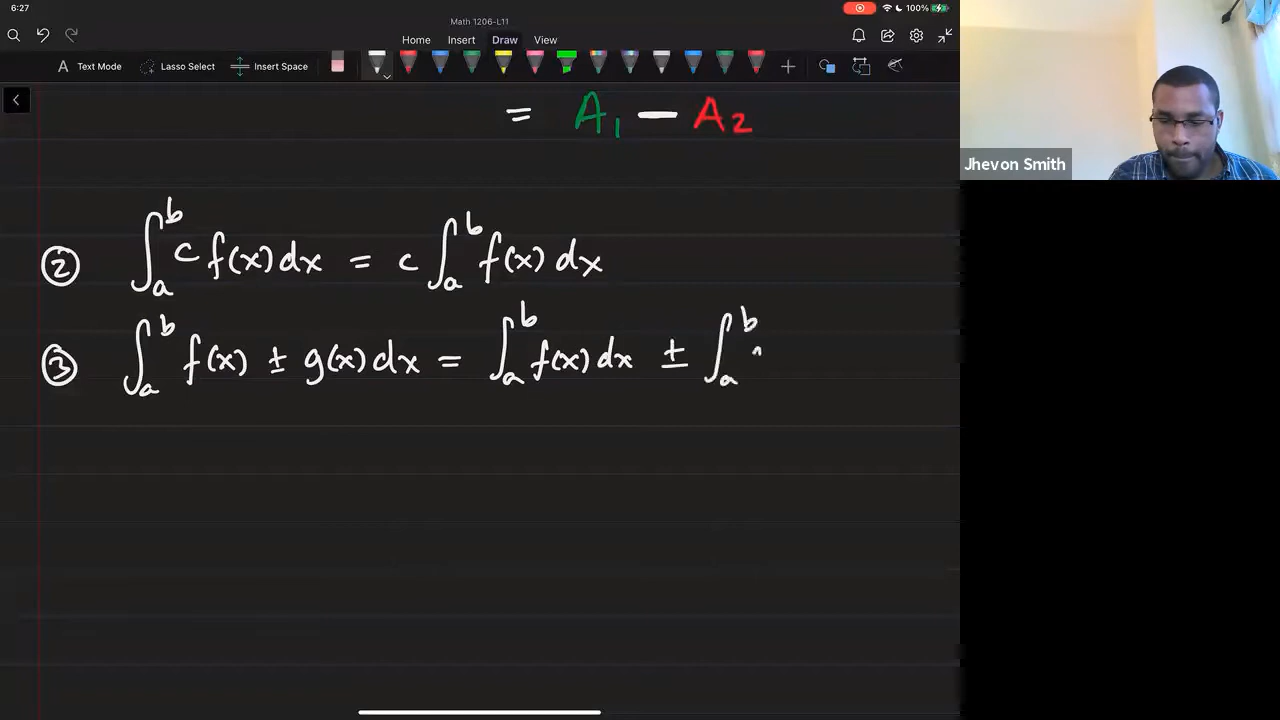 6:27
100%
Math 1206-L11
Home Insert Draw View
Text Mode Lasso Select Insert Space
= A₁ − A₂
② ∫ₐᵇ c f(x) dx = c ∫ₐᵇ f(x) dx
③ ∫ₐᵇ f(x) ± g(x) dx = ∫ₐᵇ f(x) dx ± ∫ₐᵇ
Jhevon Smith